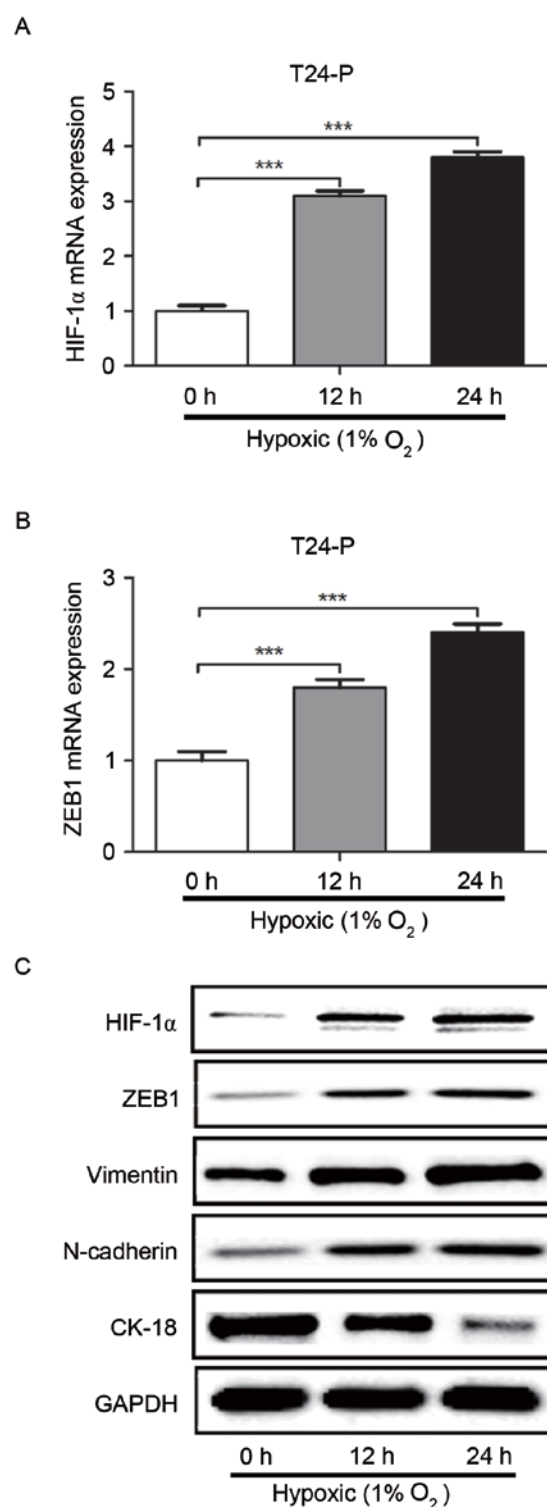 A
T24-P
HIF-1α mRNA expression
5
4
3
2
1
0
***
***
0 h 12 h 24 h
Hypoxic (1% O₂ )
B
T24-P
ZEB1 mRNA expression
3
2
1
0
***
***
0 h 12 h 24 h
Hypoxic (1% O₂ )
C
HIF-1α
ZEB1
Vimentin
N-cadherin
CK-18
GAPDH
0 h 12 h 24 h
Hypoxic (1% O₂ )